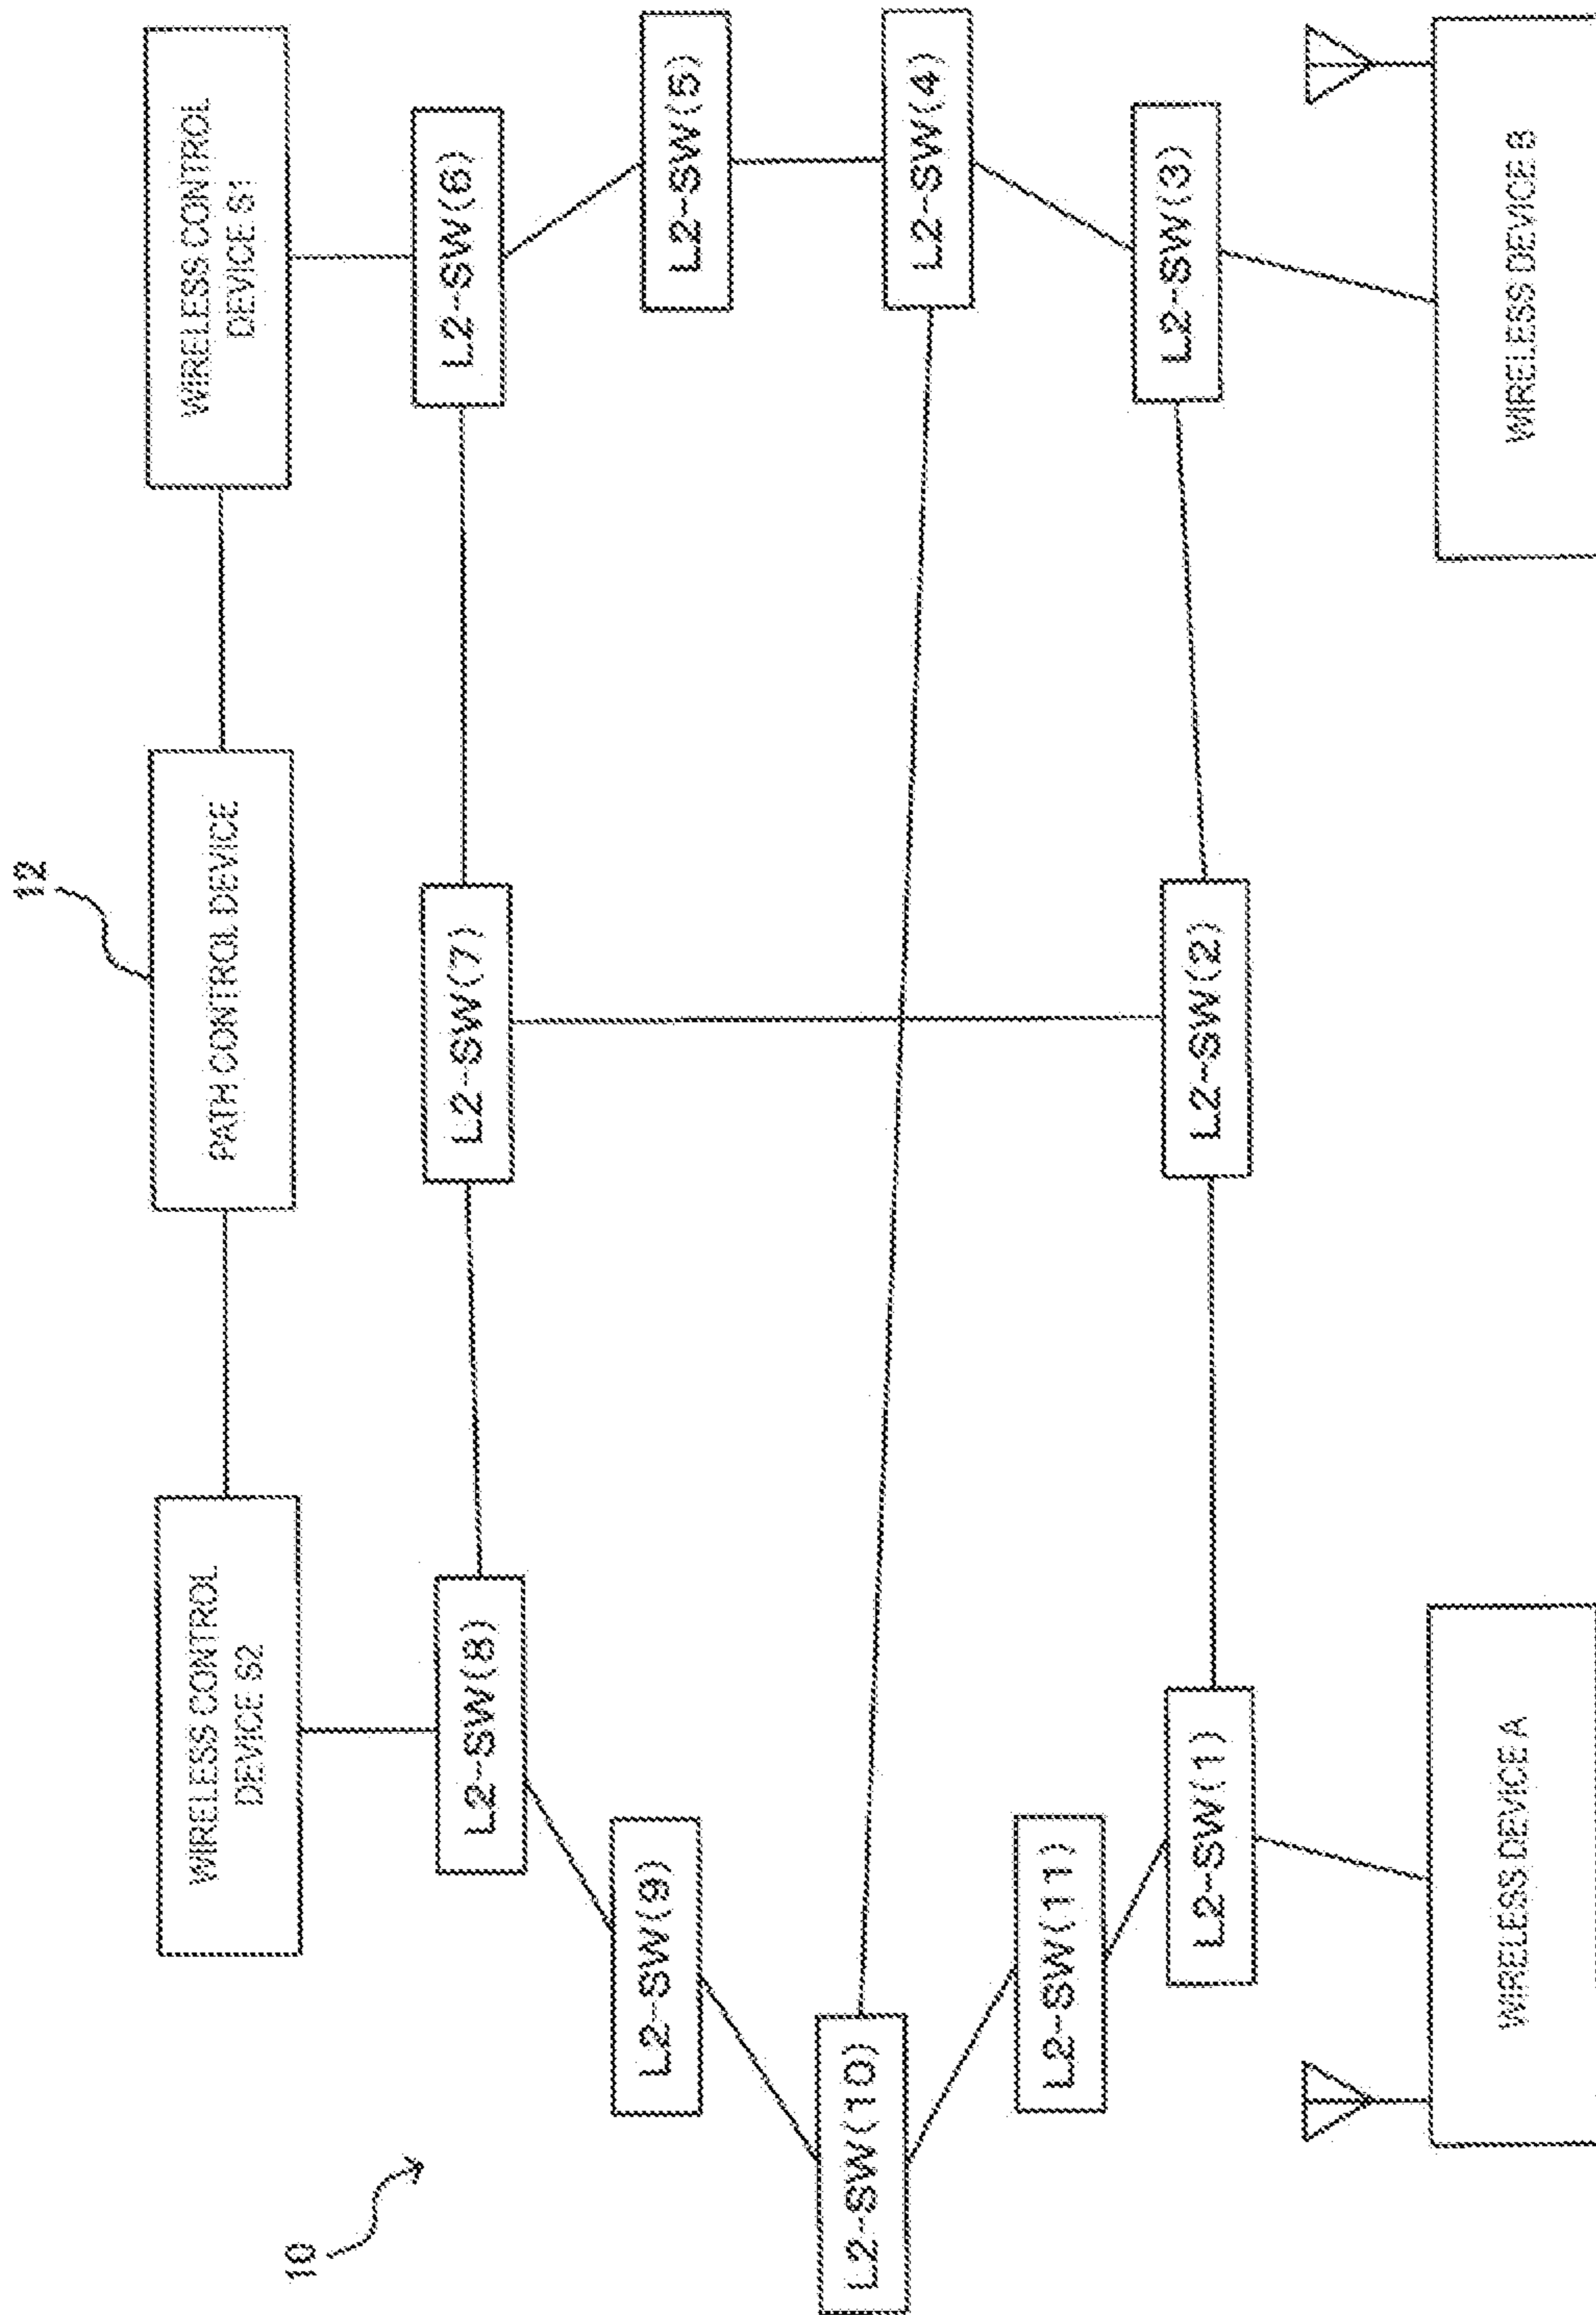 10
12
WIRELESS CONTROL
DEVICE S2
PATH CONTROL DEVICE
WIRELESS CONTROL
DEVICE S1
L2-SW(8)
L2-SW(7)
L2-SW(6)
L2-SW(9)
L2-SW(5)
L2-SW(10)
L2-SW(4)
L2-SW(11)
L2-SW(1)
L2-SW(2)
L2-SW(3)
WIRELESS DEVICE A
WIRELESS DEVICE B